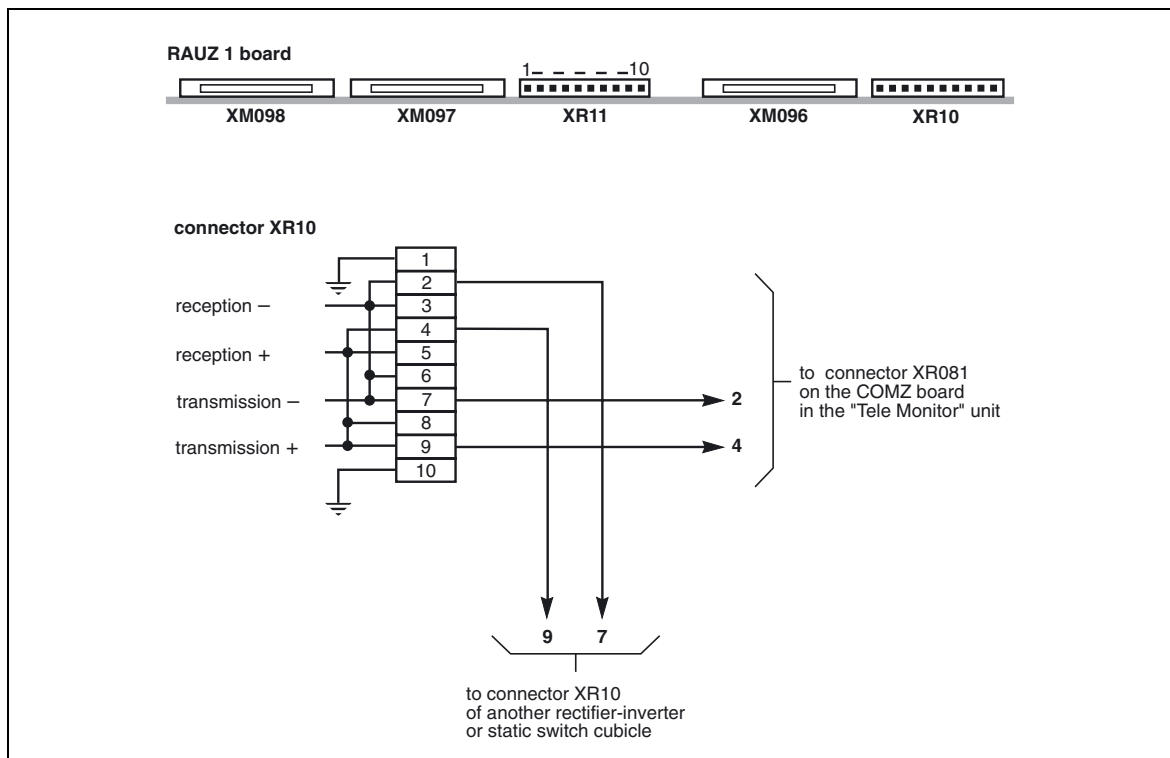 RAUZ 1 board
1 – – – – – 10
XM098 XM097 XR11 XM096 XR10
connector XR10
1
2
reception –
3
4
reception +
5
6
transmission –
7
2
8
transmission +
9
4
10
to connector XR081
on the COMZ board
in the "Tele Monitor" unit
9 7
to connector XR10
of another rectifier-inverter
or static switch cubicle